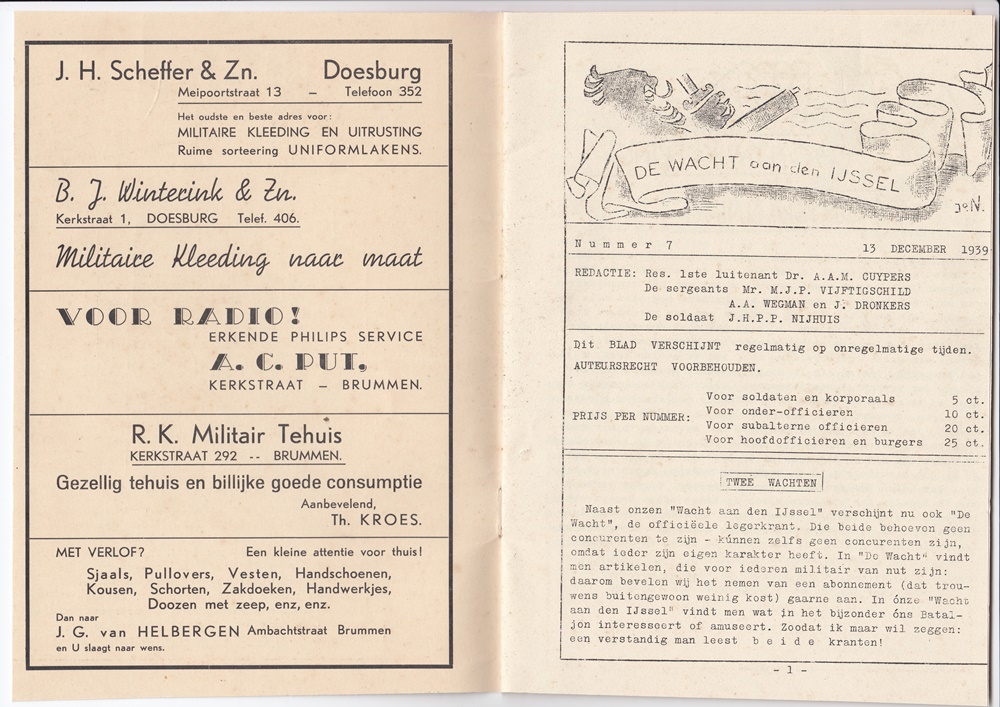 J. H. Scheffer & Zn. Doesburg
Meipoortstraat 13 – Telefoon 352
Het oudste en beste adres voor:
MILITAIRE KLEEDING EN UITRUSTING
Ruime sorteering UNIFORMLAKENS.
B. J. Winterink & Zn.
Kerkstraat 1, DOESBURG Telef. 406.
Militaire Kleeding naar maat
VOOR RADIO!
ERKENDE PHILIPS SERVICE
A. C. PUT,
KERKSTRAAT – BRUMMEN.
R. K. Militair Tehuis
KERKSTRAAT 292 -- BRUMMEN.
Gezellig tehuis en billijke goede consumptie
Aanbevelend,
Th. KROES.
MET VERLOF? Een kleine attentie voor thuis!
Sjaals, Pullovers, Vesten, Handschoenen,
Kousen, Schorten, Zakdoeken, Handwerkjes,
Doozen met zeep, enz, enz.
Dan naar
J. G. van HELBERGEN Ambachtstraat Brummen
en U slaagt naar wens.
DE WACHT aan den IJSSEL
Jo.N.
Nummer 7 13 DECEMBER 1939
REDACTIE: Res. 1ste luitenant Dr. A.A.M. CUYPERS
De sergeants Mr. M.J.P. VIJFTIGSCHILD
A.A. WEGMAN en J. DRONKERS
De soldaat J.H.P.P. NIJHUIS
Dit BLAD VERSCHIJNT regelmatig op onregelmatige tijden.
AUTEURSRECHT VOORBEHOUDEN.
PRIJS PER NUMMER:
Voor soldaten en korporaals 5 ct.
Voor onder-officieren 10 ct.
Voor subalterne officieren 20 ct.
Voor hoofdofficieren en burgers 25 ct.
TWEE WACHTEN
Naast onzen "Wacht aan den IJssel" verschijnt nu ook "De
Wacht", de officiëele legerkrant. Die beide behoeven geen
concurenten te zijn - kúnnen zelfs geen concurenten zijn,
omdat ieder zijn eigen karakter heeft. In "De Wacht" vindt
men artikelen, die voor iederen militair van nut zijn:
daarom bevelen wij het nemen van een abonnement (dat trou-
wens buitengewoon weinig kost) gaarne aan. In ónze "Wacht
aan den IJssel" vindt men wat in het bijzonder óns Batal-
jon interesseert of amuseert. Zoodat ik maar wil zeggen:
een verstandig man leest b e i d e kranten!
- 1 -